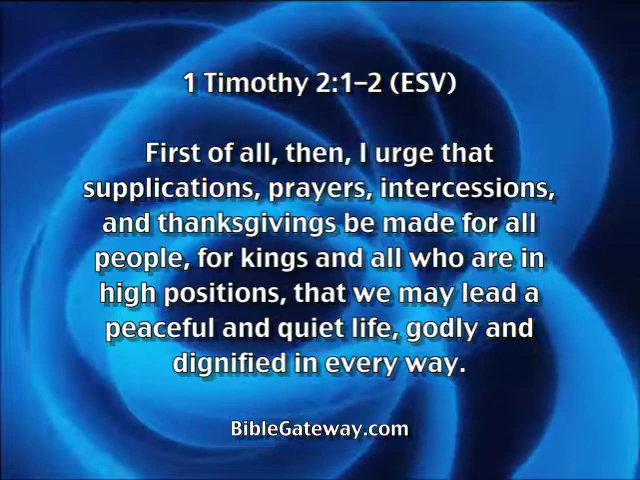 1 Timothy 2:1–2 (ESV)
First of all, then, I urge that
supplications, prayers, intercessions,
and thanksgivings be made for all
people, for kings and all who are in
high positions, that we may lead a
peaceful and quiet life, godly and
dignified in every way.
BibleGateway.com